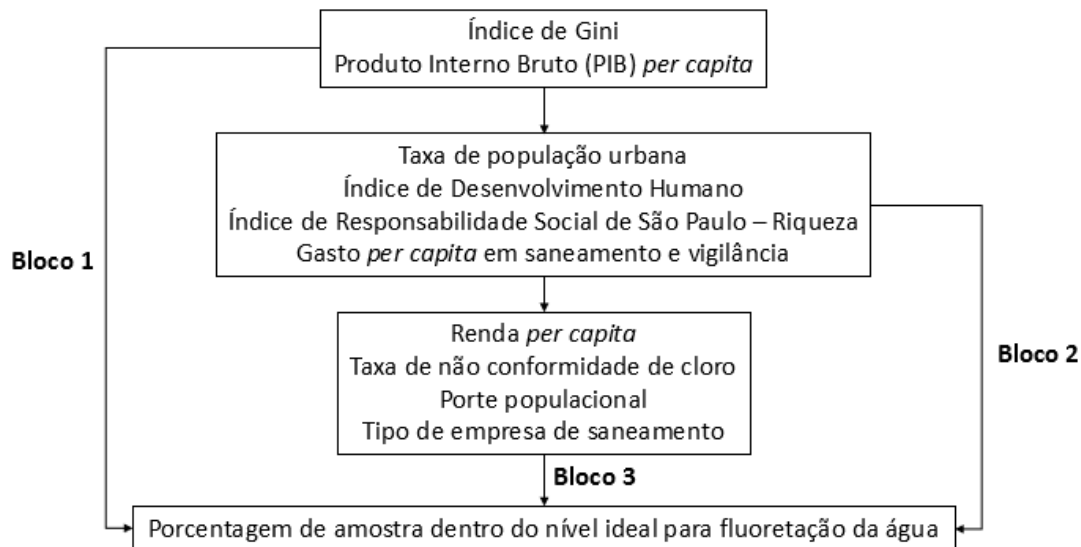 Índice de Gini
Produto Interno Bruto (PIB) per capita
Taxa de população urbana
Índice de Desenvolvimento Humano
Índice de Responsabilidade Social de São Paulo – Riqueza
Gasto per capita em saneamento e vigilância
Bloco 1
Renda per capita
Taxa de não conformidade de cloro
Porte populacional
Tipo de empresa de saneamento
Bloco 2
Bloco 3
Porcentagem de amostra dentro do nível ideal para fluoretação da água